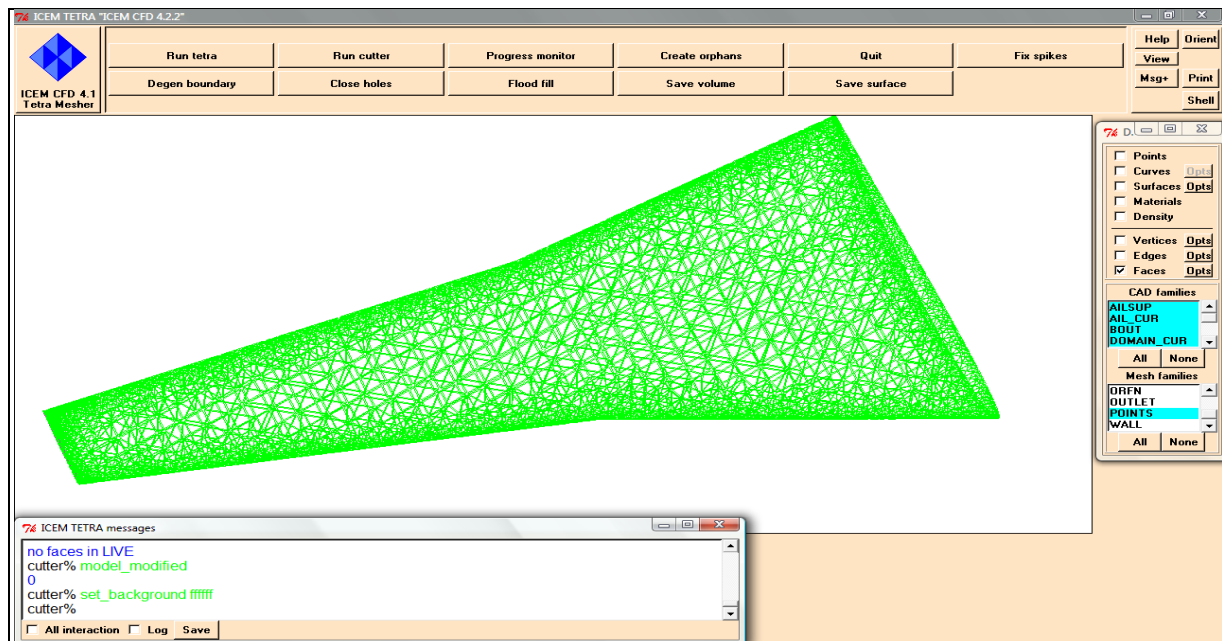 ICEM TETRA "ICEM CFD 4.2.2"
ICEM CFD 4.1
Tetra Mesher
Run tetra
Run cutter
Progress monitor
Create orphans
Quit
Fix spikes
Degen boundary
Close holes
Flood fill
Save volume
Save surface
Help
Orient
View
Msg+
Print
Shell
D.
Points
Curves Opts
Surfaces Opts
Materials
Density
Vertices Opts
Edges Opts
Faces Opts
CAD families
AILSUP
AIL_CUR
BOUT
DOMAIN_CUR
All None
Mesh families
ORFN
OUTLET
POINTS
WALL
All None
ICEM TETRA messages
no faces in LIVE
cutter% model_modified
0
cutter% set_background ffffff
cutter%
All interaction Log Save